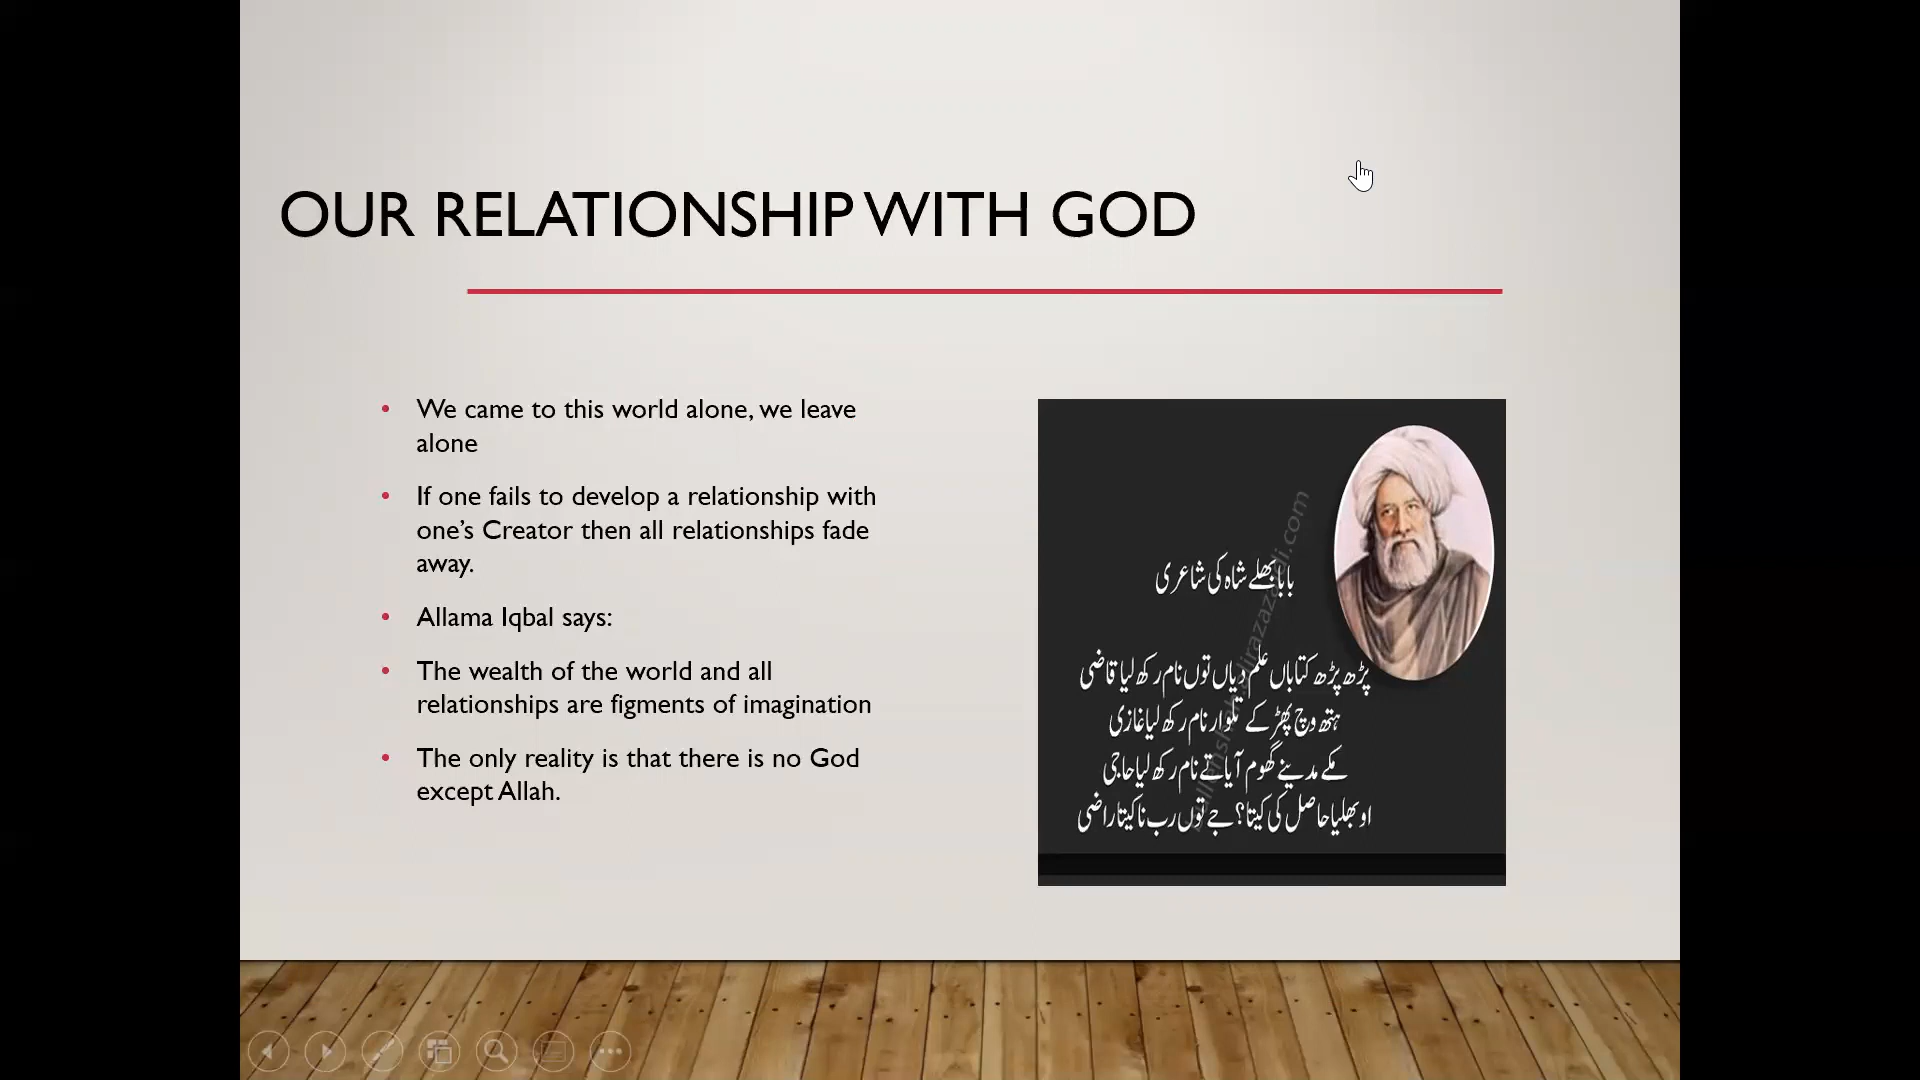 OUR RELATIONSHIP WITH GOD
• We came to this world alone, we leave
alone
• If one fails to develop a relationship with
one’s Creator then all relationships fade
away.
• Allama Iqbal says:
• The wealth of the world and all
relationships are figments of imagination
• The only reality is that there is no God
except Allah.
بابا بھلے شاہ کی شاعری
پڑھ پڑھ کتاباں علم دیاں توں نام رکھ لیا قاضی
ہتھ وچ پھڑ کے تلوار نام رکھ لیا غازی
مکے مدینے گھوم آیا تے نام رکھ لیا حاجی
او بھلیا حاصل کی کیتا؟ جے توں رب نا کیتا راضی